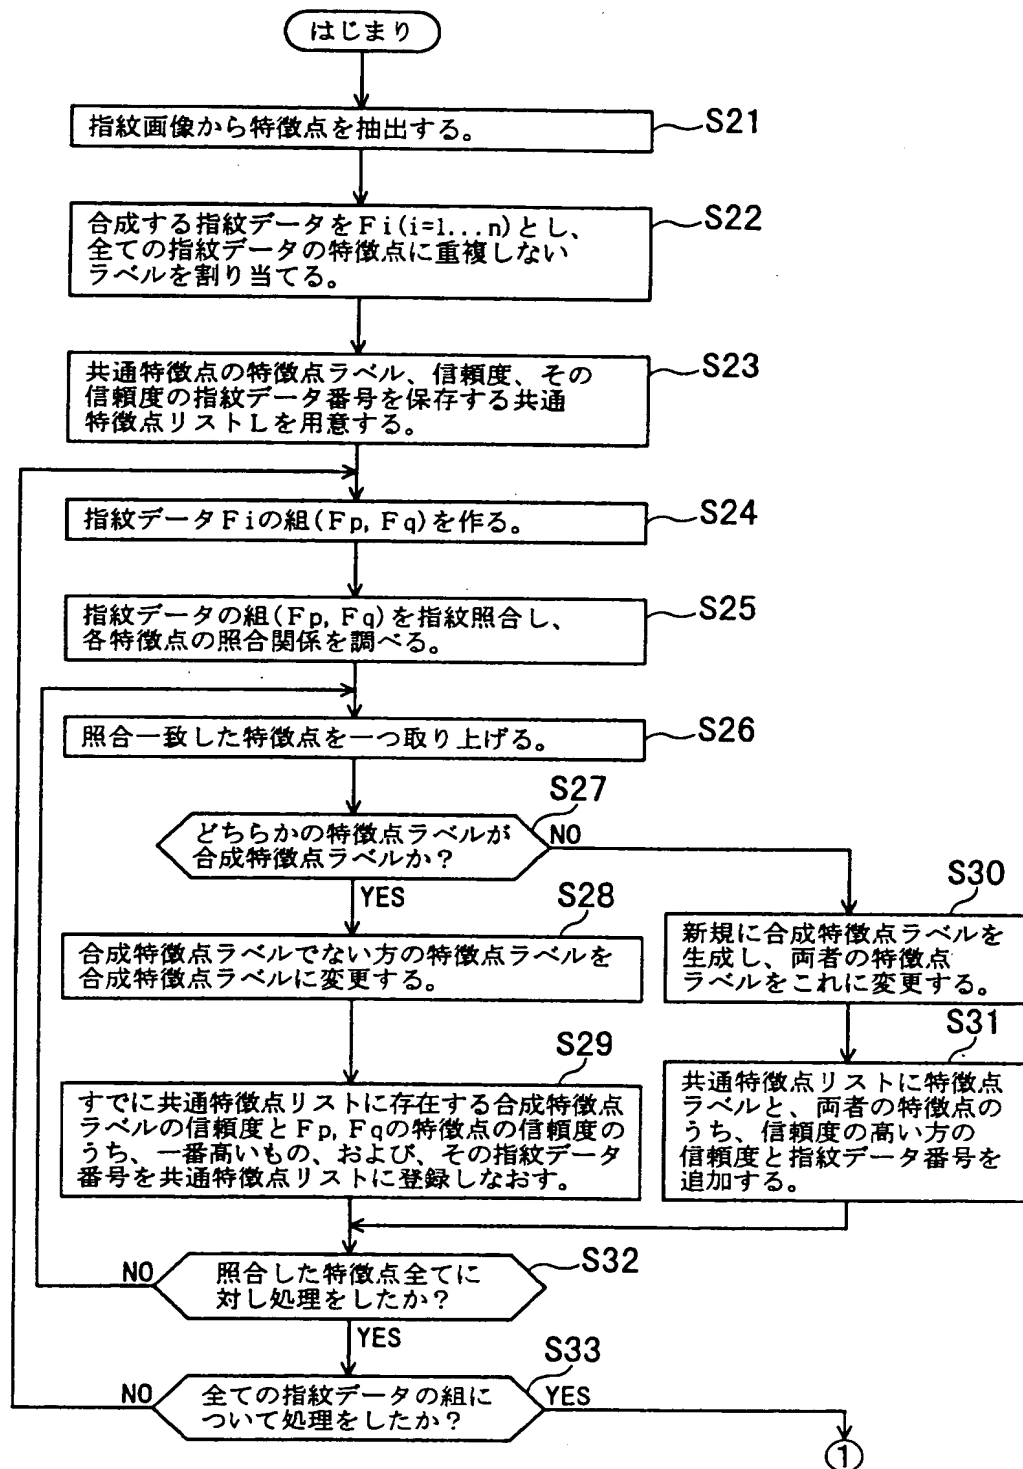 はじまり
指紋画像から特徴点を抽出する。
S21
合成する指紋データをFi(i=1...n)とし、
全ての指紋データの特徴点に重複しない
ラベルを割り当てる。
S22
共通特徴点の特徴点ラベル、信頼度、その
信頼度の指紋データ番号を保存する共通
特徴点リストLを用意する。
S23
指紋データFiの組(Fp,Fq)を作る。
S24
指紋データの組(Fp,Fq)を指紋照合し、
各特徴点の照合関係を調べる。
S25
照合一致した特徴点を一つ取り上げる。
S26
S27
どちらかの特徴点ラベルが
合成特徴点ラベルか?
NO
YES
S28
合成特徴点ラベルでない方の特徴点ラベルを
合成特徴点ラベルに変更する。
S30
新規に合成特徴点ラベルを
生成し、両者の特徴点
ラベルをこれに変更する。
S29
すでに共通特徴点リストに存在する合成特徴点
ラベルの信頼度とFp,Fqの特徴点の信頼度の
うち、一番高いもの、および、その指紋データ
番号を共通特徴点リストに登録しなおす。
S31
共通特徴点リストに特徴点
ラベルと、両者の特徴点の
うち、信頼度の高い方の
信頼度と指紋データ番号を
追加する。
NO
照合した特徴点全てに
対し処理をしたか?
S32
YES
S33
NO
全ての指紋データの組に
ついて処理をしたか?
YES
①